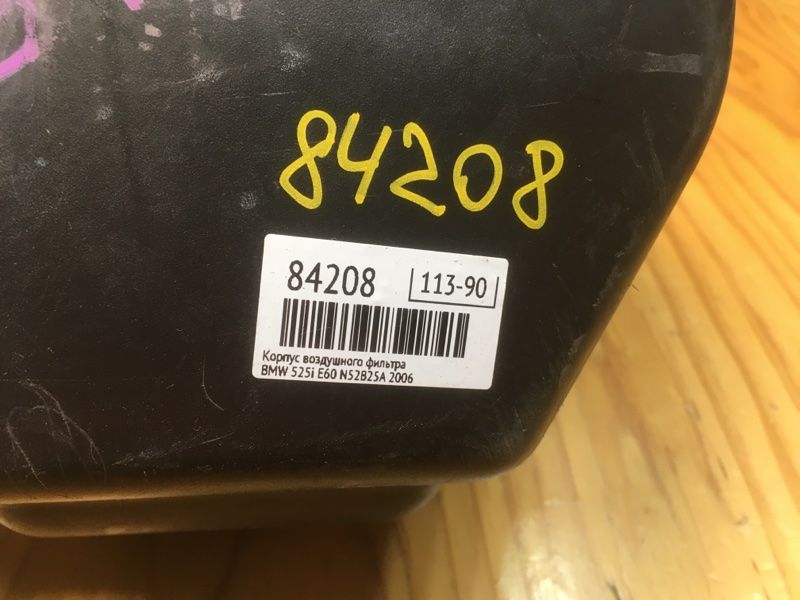 84208
84208 113-90
Корпус воздушного фильтра
BMW 525i E60 N52B25A 2006